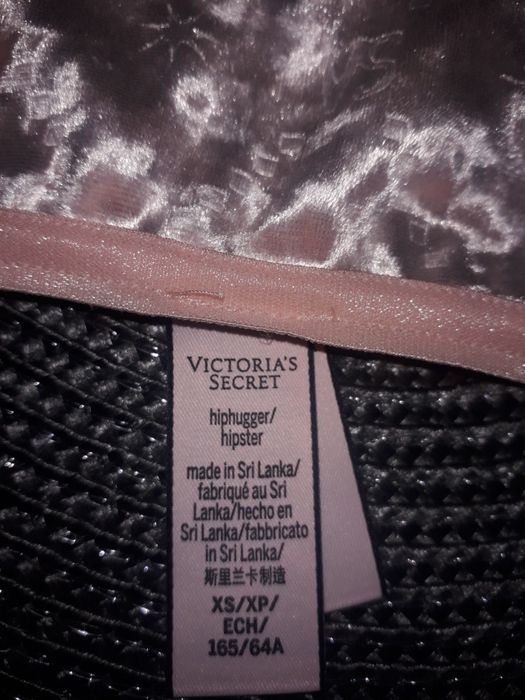 VICTORIA'S
SECRET
hiphugger/
hipster
made in Sri Lanka/
fabriqué au Sri
Lanka/hecho en
Sri Lanka/fabbricato
in Sri Lanka/
斯里兰卡制造
XS/XP/
ECH/
165/64A